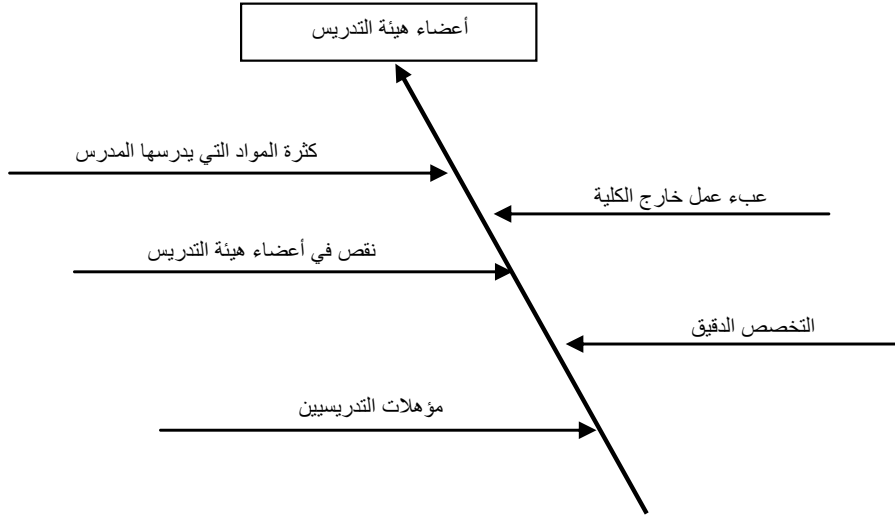 أعضاء هيئة التدريس
كثرة المواد التي يدرسها المدرس
عبء عمل خارج الكلية
نقص في أعضاء هيئة التدريس
التخصص الدقيق
مؤهلات التدريسيين